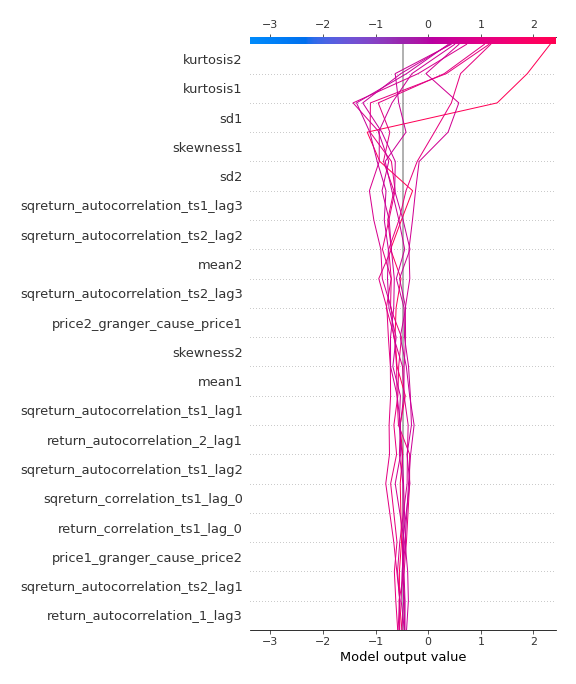 −3 −2 −1 0 1 2
kurtosis2
kurtosis1
sd1
skewness1
sd2
sqreturn_autocorrelation_ts1_lag3
sqreturn_autocorrelation_ts2_lag2
mean2
sqreturn_autocorrelation_ts2_lag3
price2_granger_cause_price1
skewness2
mean1
sqreturn_autocorrelation_ts1_lag1
return_autocorrelation_2_lag1
sqreturn_autocorrelation_ts1_lag2
sqreturn_correlation_ts1_lag_0
return_correlation_ts1_lag_0
price1_granger_cause_price2
sqreturn_autocorrelation_ts2_lag1
return_autocorrelation_1_lag3
−3 −2 −1 0 1 2
Model output value